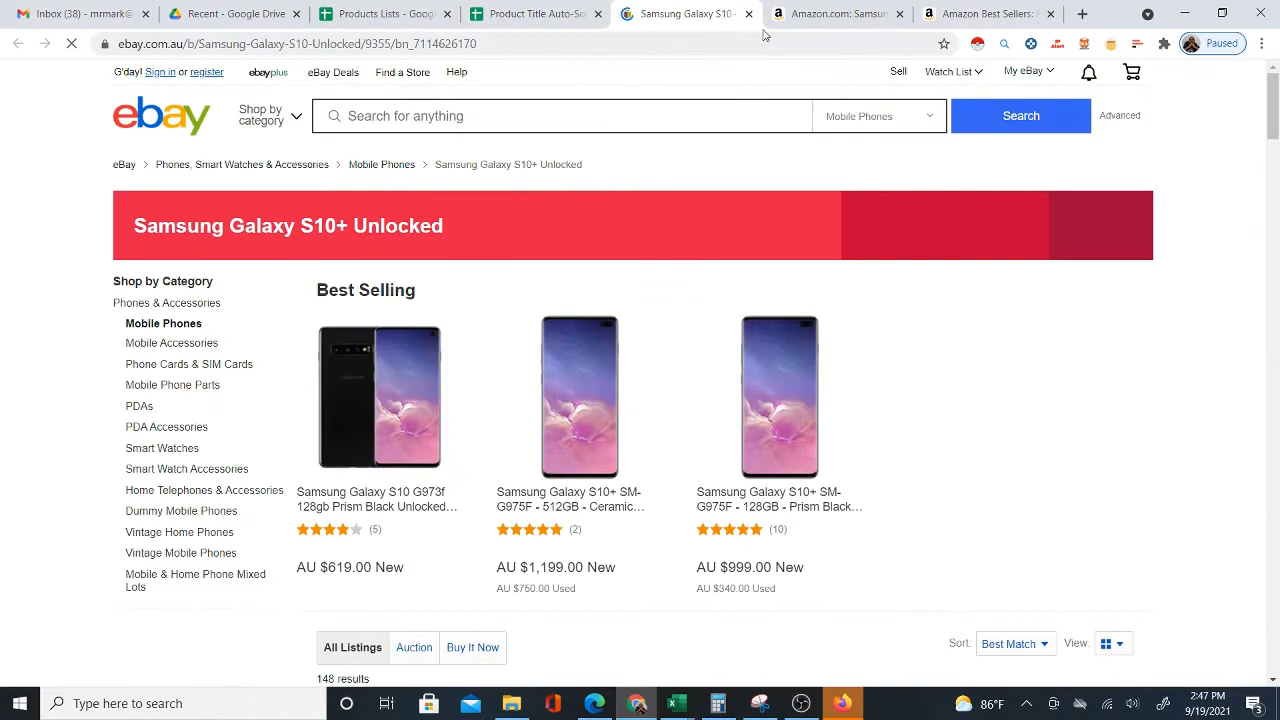 Inbox (38) - mrmark@
Recent - Google Drive
Products Lists - Google
Product Title Auto-So
Samsung Galaxy S10+
Amazon.com: Samsun
Amazon Best Sellers:
ebay.com.au/b/Samsung-Galaxy-S10-Unlocked/9355/bn_7114626170
Paused
G'day! Sign in or register
ebayplus
eBay Deals
Find a Store
Help
Sell
Watch List
My eBay
ebay
Shop by
category
Search for anything
Mobile Phones
Search
Advanced
eBay > Phones, Smart Watches & Accessories > Mobile Phones > Samsung Galaxy S10+ Unlocked
Samsung Galaxy S10+ Unlocked
Shop by Category
Phones & Accessories
Mobile Phones
Mobile Accessories
Phone Cards & SIM Cards
Mobile Phone Parts
PDAs
PDA Accessories
Smart Watches
Smart Watch Accessories
Home Telephones & Accessories
Dummy Mobile Phones
Vintage Home Phones
Vintage Mobile Phones
Mobile & Home Phone Mixed
Lots
Best Selling
Samsung Galaxy S10 G973f
128gb Prism Black Unlocked…
(5)
AU $619.00 New
Samsung Galaxy S10+ SM-
G975F - 512GB - Ceramic…
(2)
AU $1,199.00 New
AU $750.00 Used
Samsung Galaxy S10+ SM-
G975F - 128GB - Prism Black…
(10)
AU $999.00 New
AU $340.00 Used
All Listings
Auction
Buy It Now
Sort:
Best Match
View:
148 results
Type here to search
86°F
2:47 PM
9/19/2021